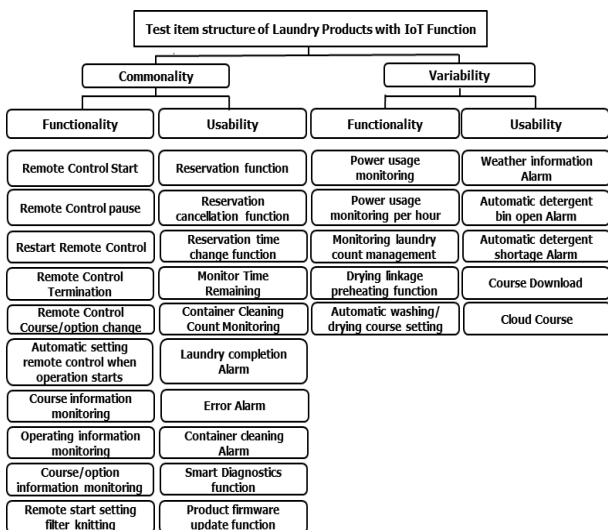 Test item structure of Laundry Products with IoT Function
Commonality
Variability
Functionality
Usability
Functionality
Usability
Remote Control Start
Remote Control pause
Restart Remote Control
Remote Control
Termination
Remote Control
Course/option change
Automatic setting
remote control when
operation starts
Course information
monitoring
Operating information
monitoring
Course/option
information monitoring
Remote start setting
filter knitting
Reservation function
Reservation
cancellation function
Reservation time
change function
Monitor Time
Remaining
Container Cleaning
Count Monitoring
Laundry completion
Alarm
Error Alarm
Container cleaning
Alarm
Smart Diagnostics
function
Product firmware
update function
Power usage
monitoring
Power usage
monitoring per hour
Monitoring laundry
count management
Drying linkage
preheating function
Automatic washing/
drying course setting
Weather information
Alarm
Automatic detergent
bin open Alarm
Automatic detergent
shortage Alarm
Course Download
Cloud Course